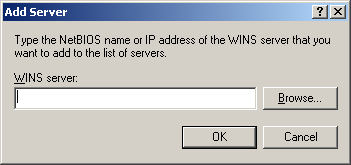 Add Server
Type the NetBIOS name or IP address of the WINS server that you
want to add to the list of servers.
WINS server:
Browse...
OK
Cancel